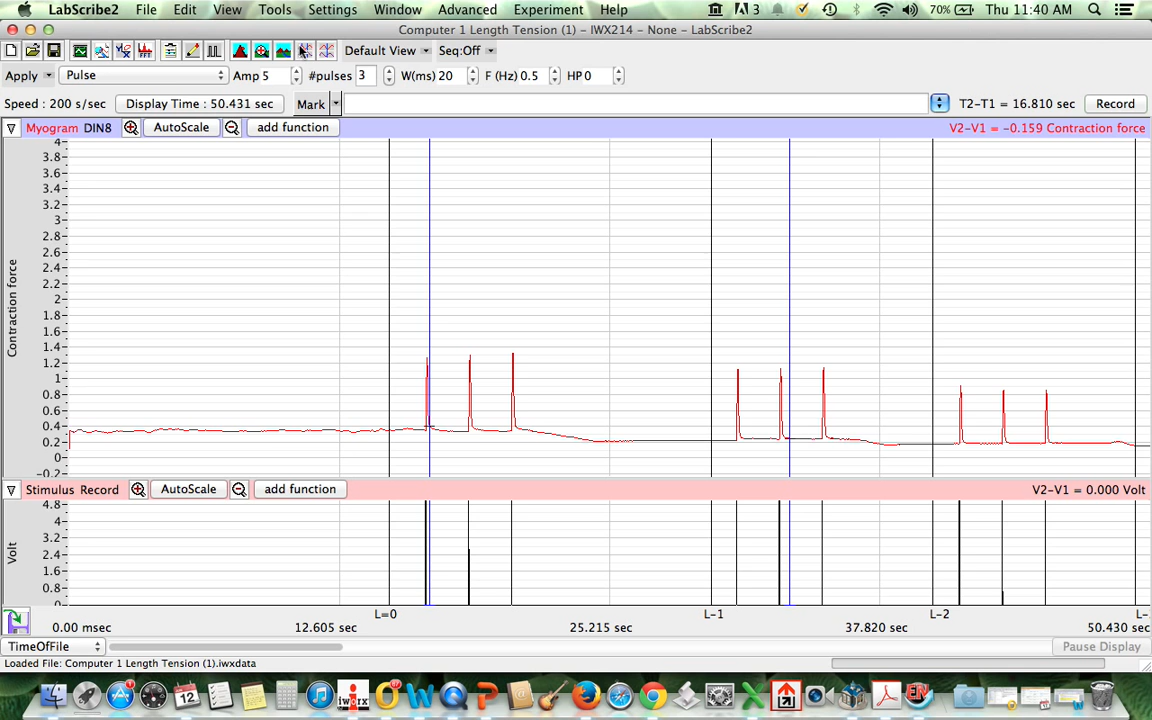 LabScribe2 File Edit View Tools Settings Window Advanced Experiment Help 3 70% Thu 11:40 AM
Computer 1 Length Tension (1) – IWX214 – None – LabScribe2
Default View Seq:Off
Apply Pulse Amp 5 #pulses 3 W(ms) 20 F (Hz) 0.5 HP 0
Speed : 200 s/sec Display Time : 50.431 sec Mark T2-T1 = 16.810 sec Record
Myogram DIN8 AutoScale add function V2-V1 = -0.159 Contraction force
Contraction force
4
3.8
3.6
3.4
3.2
3
2.8
2.6
2.4
2.2
2
1.8
1.6
1.4
1.2
1
0.8
0.6
0.4
0.2
0
-0.2
Stimulus Record AutoScale add function V2-V1 = 0.000 Volt
Volt
4.8
4
3.2
2.4
1.6
0.8
0
L=0 L-1 L-2 L-
0.00 msec 12.605 sec 25.215 sec 37.820 sec 50.430 sec
TimeOfFile Pause Display
Loaded File: Computer 1 Length Tension (1).iwxdata